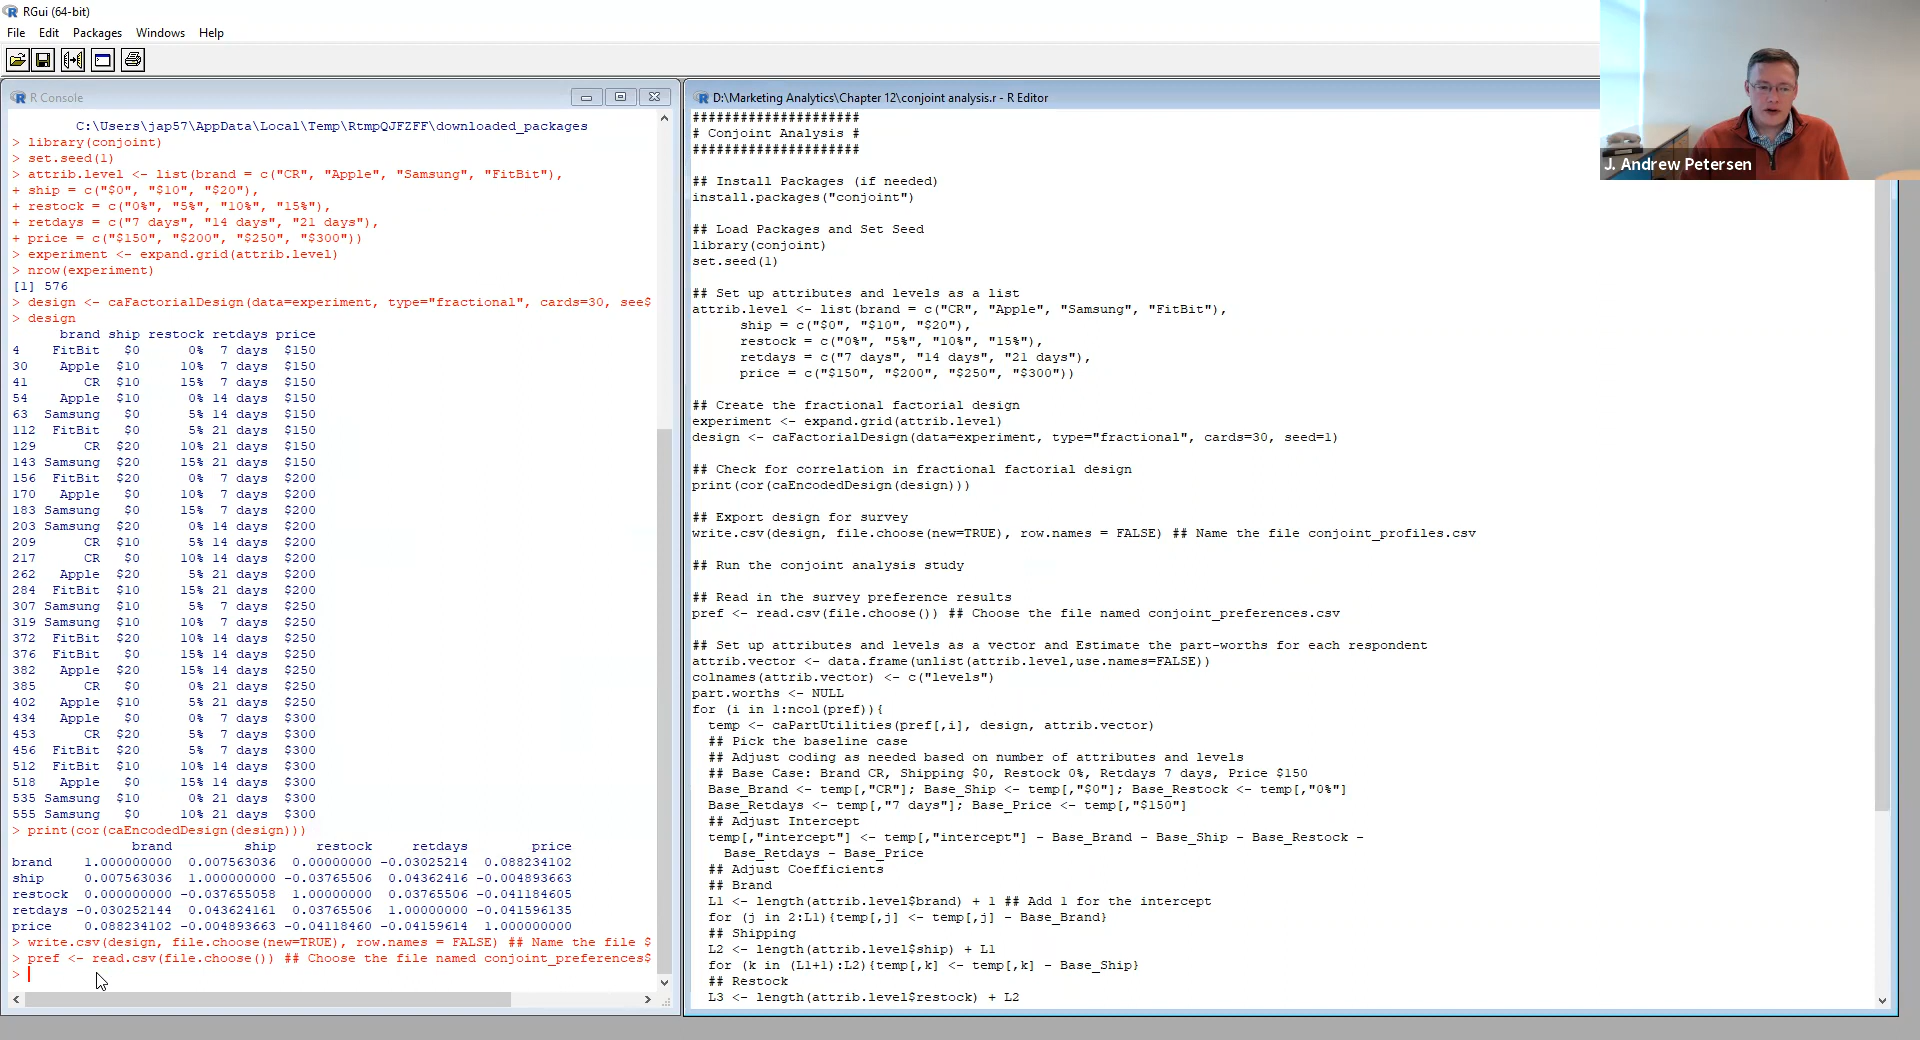 RGui (64-bit)
File Edit Packages Windows Help
R Console
C:\Users\jap57\AppData\Local\Temp\RtmpQJFZFF\downloaded_packages
> library(conjoint)
> set.seed(1)
> attrib.level <- list(brand = c("CR", "Apple", "Samsung", "FitBit"),
+ ship = c("$0", "$10", "$20"),
+ restock = c("0%", "5%", "10%", "15%"),
+ retdays = c("7 days", "14 days", "21 days"),
+ price = c("$150", "$200", "$250", "$300"))
> experiment <- expand.grid(attrib.level)
> nrow(experiment)
[1] 576
> design <- caFactorialDesign(data=experiment, type="fractional", cards=30, see$
> design
brand ship restock retdays price
4 FitBit $0 0% 7 days $150
30 Apple $10 10% 7 days $150
41 CR $10 15% 7 days $150
54 Apple $10 0% 14 days $150
63 Samsung $0 5% 14 days $150
112 FitBit $0 5% 21 days $150
129 CR $20 10% 21 days $150
143 Samsung $20 15% 21 days $150
156 FitBit $20 0% 7 days $200
170 Apple $0 10% 7 days $200
183 Samsung $0 15% 7 days $200
203 Samsung $20 0% 14 days $200
209 CR $10 5% 14 days $200
217 CR $0 10% 14 days $200
262 Apple $20 5% 21 days $200
284 FitBit $10 15% 21 days $200
307 Samsung $10 5% 7 days $250
319 Samsung $10 10% 7 days $250
372 FitBit $20 10% 14 days $250
376 FitBit $0 15% 14 days $250
382 Apple $20 15% 14 days $250
385 CR $0 0% 21 days $250
402 Apple $10 5% 21 days $250
434 Apple $0 0% 7 days $300
453 CR $20 5% 7 days $300
456 FitBit $20 5% 7 days $300
512 FitBit $10 10% 14 days $300
518 Apple $0 15% 14 days $300
535 Samsung $10 0% 21 days $300
555 Samsung $0 10% 21 days $300
> print(cor(caEncodedDesign(design)))
brand ship restock retdays price
brand 1.000000000 0.007563036 0.00000000 -0.03025214 0.088234102
ship 0.007563036 1.000000000 -0.03765506 0.04362416 -0.004893663
restock 0.000000000 -0.037655058 1.00000000 0.03765506 -0.041184605
retdays -0.030252144 0.043624161 0.03765506 1.00000000 -0.041596135
price 0.088234102 -0.004893663 -0.04118460 -0.04159614 1.000000000
> write.csv(design, file.choose(new=TRUE), row.names = FALSE) ## Name the file $
> pref <- read.csv(file.choose()) ## Choose the file named conjoint_preferences$
>
D:\Marketing Analytics\Chapter 12\conjoint analysis.r - R Editor
#####################
# Conjoint Analysis #
#####################
## Install Packages (if needed)
install.packages("conjoint")
## Load Packages and Set Seed
library(conjoint)
set.seed(1)
## Set up attributes and levels as a list
attrib.level <- list(brand = c("CR", "Apple", "Samsung", "FitBit"),
ship = c("$0", "$10", "$20"),
restock = c("0%", "5%", "10%", "15%"),
retdays = c("7 days", "14 days", "21 days"),
price = c("$150", "$200", "$250", "$300"))
## Create the fractional factorial design
experiment <- expand.grid(attrib.level)
design <- caFactorialDesign(data=experiment, type="fractional", cards=30, seed=1)
## Check for correlation in fractional factorial design
print(cor(caEncodedDesign(design)))
## Export design for survey
write.csv(design, file.choose(new=TRUE), row.names = FALSE) ## Name the file conjoint_profiles.csv
## Run the conjoint analysis study
## Read in the survey preference results
pref <- read.csv(file.choose()) ## Choose the file named conjoint_preferences.csv
## Set up attributes and levels as a vector and Estimate the part-worths for each respondent
attrib.vector <- data.frame(unlist(attrib.level,use.names=FALSE))
colnames(attrib.vector) <- c("levels")
part.worths <- NULL
for (i in 1:ncol(pref)){
temp <- caPartUtilities(pref[,i], design, attrib.vector)
## Pick the baseline case
## Adjust coding as needed based on number of attributes and levels
## Base Case: Brand CR, Shipping $0, Restock 0%, Retdays 7 days, Price $150
Base_Brand <- temp[,"CR"]; Base_Ship <- temp[,"$0"]; Base_Restock <- temp[,"0%"]
Base_Retdays <- temp[,"7 days"]; Base_Price <- temp[,"$150"]
## Adjust Intercept
temp[,"intercept"] <- temp[,"intercept"] - Base_Brand - Base_Ship - Base_Restock -
Base_Retdays - Base_Price
## Adjust Coefficients
## Brand
L1 <- length(attrib.level$brand) + 1 ## Add 1 for the intercept
for (j in 2:L1){temp[,j] <- temp[,j] - Base_Brand}
## Shipping
L2 <- length(attrib.level$ship) + L1
for (k in (L1+1):L2){temp[,k] <- temp[,k] - Base_Ship}
## Restock
L3 <- length(attrib.level$restock) + L2
J. Andrew Petersen